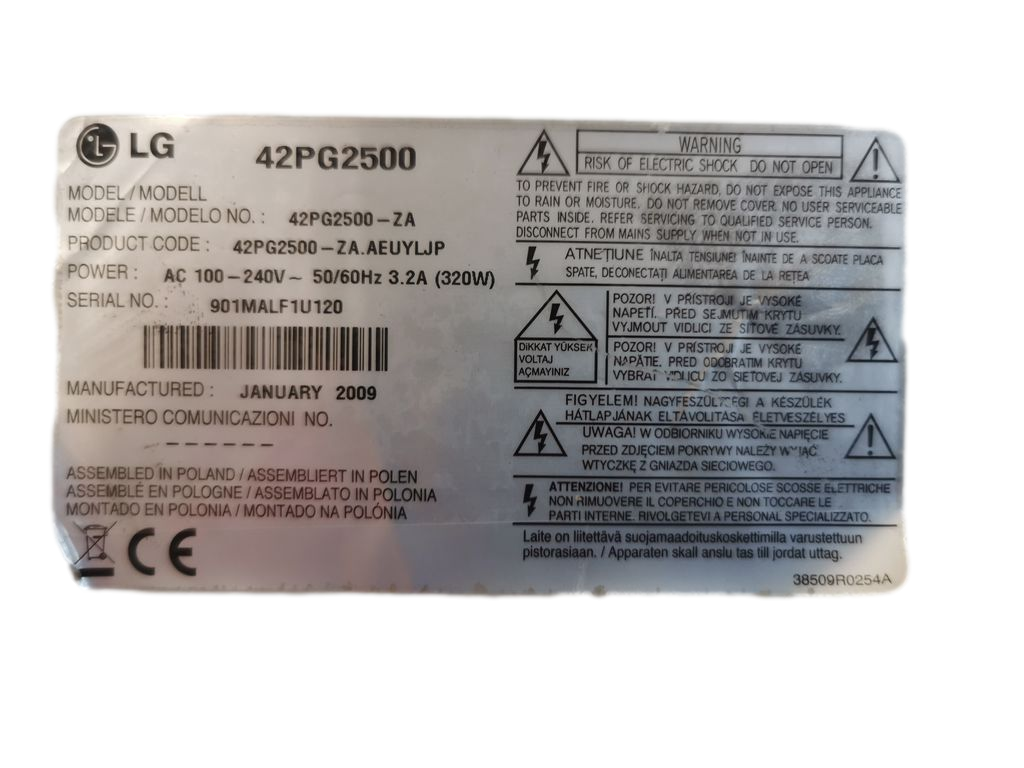 LG
42PG2500
MODEL / MODELL
MODELE / MODELO NO. : 42PG2500-ZA
PRODUCT CODE : 42PG2500-ZA.AEUYLJP
POWER : AC 100-240V~ 50/60Hz 3.2A (320W)
SERIAL NO. : 901MALF1U120
MANUFACTURED : JANUARY 2009
MINISTERO COMUNICAZIONI NO.
-------
ASSEMBLED IN POLAND / ASSEMBLIERT IN POLEN
ASSEMBLÉ EN POLOGNE / ASSEMBLATO IN POLONIA
MONTADO EN POLONIA / MONTADO NA POLÓNIA
CE
WARNING
RISK OF ELECTRIC SHOCK DO NOT OPEN
TO PREVENT FIRE OR SHOCK HAZARD, DO NOT EXPOSE THIS APPLIANCE
TO RAIN OR MOISTURE. DO NOT REMOVE COVER. NO USER SERVICEABLE
PARTS INSIDE. REFER SERVICING TO QUALIFIED SERVICE PERSON.
DISCONNECT FROM MAINS SUPPLY WHEN NOT IN USE.
ATNEȚIUNE ÎNALTA TENSIUNE! ÎNAINTE DE A SCOATE PLACA
SPATE, DECONECTAȚI ALIMENTAREA DE LA REȚEA
DİKKAT YÜKSEK
VOLTAJ
AÇMAYINIZ
POZOR! V PŘÍSTROJI JE VYSOKÉ
NAPĚTÍ. PŘED SEJMUTIM KRYTU
VYJMOUT VIDLICI ZE SÍŤOVÉ ZÁSUVKY.
POZOR! V PRÍSTROJI JE VYSOKÉ
NAPÄTIE. PRED ODOBRATIM KRYTU
VYBRAŤ VIDLICU ZO SIEŤOVEJ ZÁSUVKY.
FIGYELEM! NAGYFESZÜLTSÉGI A KÉSZÜLÉK
HÁTLAPJÁNAK ELTÁVOLÍTÁSA ÉLETVESZÉLYES
UWAGA! W ODBIORNIKU WYSOKIE NAPIĘCIE
PRZED ZDJĘCIEM POKRYWY NALEŻY WYJĄĆ
WTYCZKĘ Z GNIAZDA SIECIOWEGO.
ATTENZIONE! PER EVITARE PERICOLOSE SCOSSE ELETTRICHE
NON RIMUOVERE IL COPERCHIO E NON TOCCARE LE
PARTI INTERNE. RIVOLGETEVI A PERSONAL SPECIALIZZATO.
Laite on liitettävä suojamaadoituskoskettimilla varustettuun
pistorasiaan. / Apparaten skall anslu tas till jordat uttag.
38509R0254A